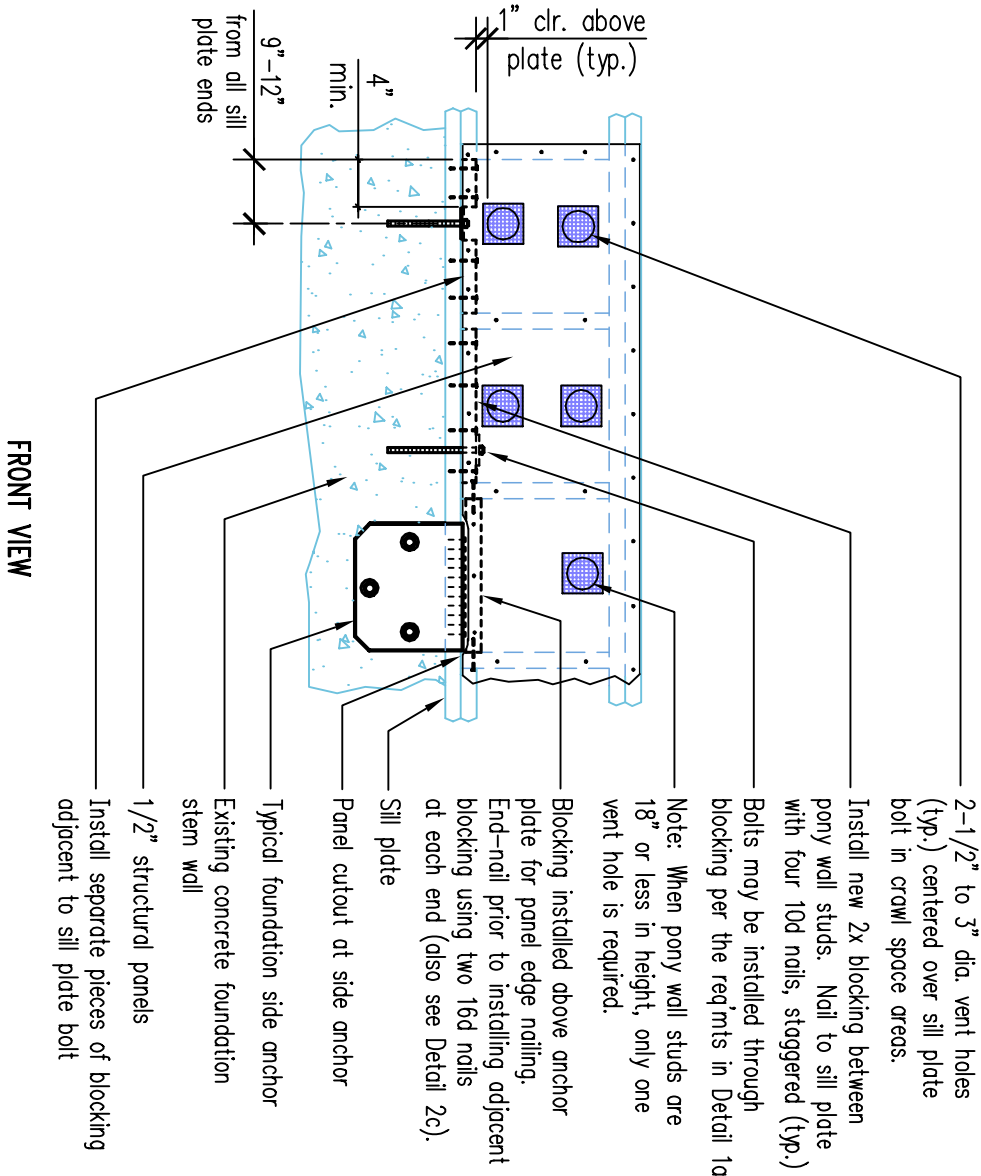 1" clr. above
plate (typ.)
9"-12"
from all sill
plate ends
4"
min.
2-1/2" to 3" dia. vent holes
(typ.) centered over sill plate
bolt in crawl space areas.
Install new 2x blocking between
pony wall studs. Nail to sill plate
with four 10d nails, staggered (typ.)
Bolts may be installed through
blocking per the req'mts in Detail 1a
Note: When pony wall studs are
18" or less in height, only one
vent hole is required.
Blocking installed above anchor
plate for panel edge nailing.
End-nail prior to installing adjacent
blocking using two 16d nails
at each end (also see Detail 2c).
Sill plate
Panel cutout at side anchor
Typical foundation side anchor
Existing concrete foundation
stem wall
1/2" structural panels
Install separate pieces of blocking
adjacent to sill plate bolt
FRONT VIEW